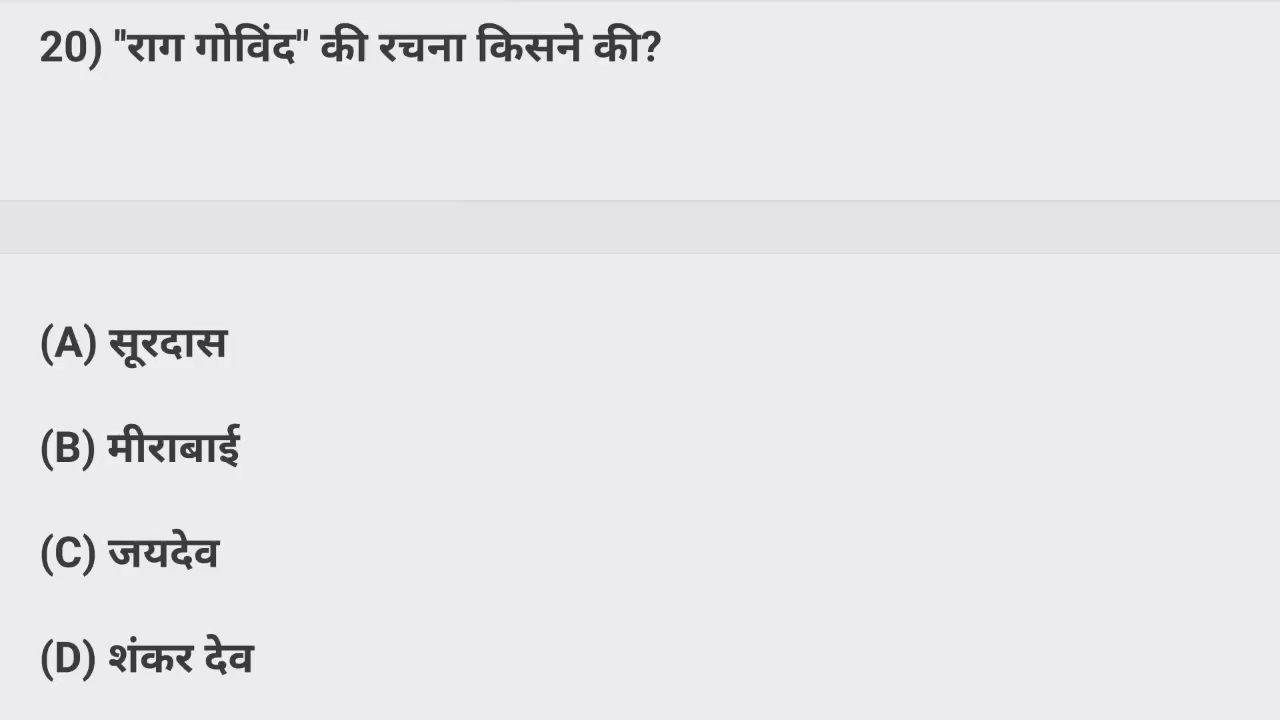 20) "राग गोविंद" की रचना किसने की?
(A) सूरदास
(B) मीराबाई
(C) जयदेव
(D) शंकर देव